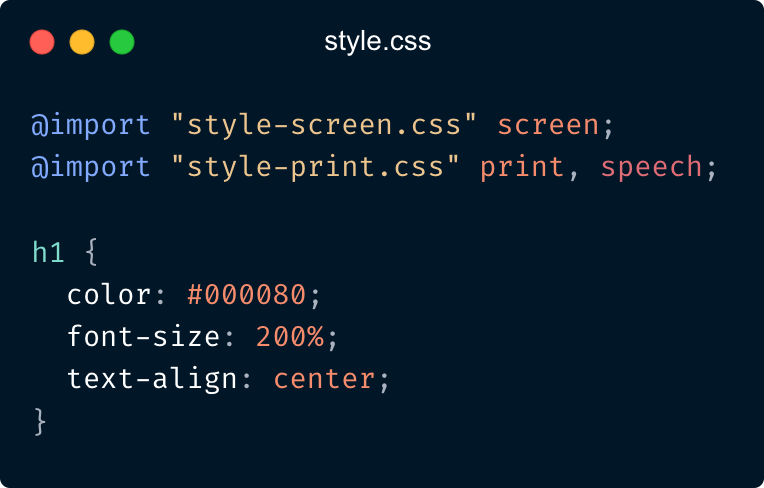 style.css
@import "style-screen.css" screen;
@import "style-print.css" print, speech;
h1 {
  color: #000080;
  font-size: 200%;
  text-align: center;
}